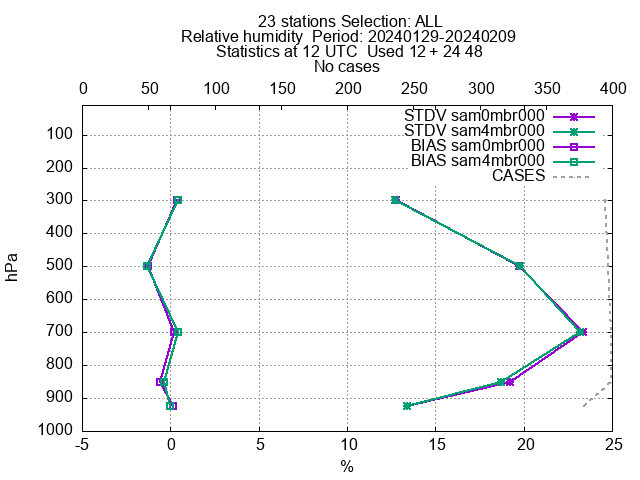 23 stations Selection: ALL
Relative humidity  Period: 20240129-20240209
Statistics at 12 UTC  Used 12 + 24 48
No cases
0 50 100 150 200 250 300 350 400
STDV sam0mbr000
STDV sam4mbr000
BIAS sam0mbr000
BIAS sam4mbr000
CASES
100
200
300
400
500
600
700
800
900
1000
hPa
-5 0 5 10 15 20 25
%